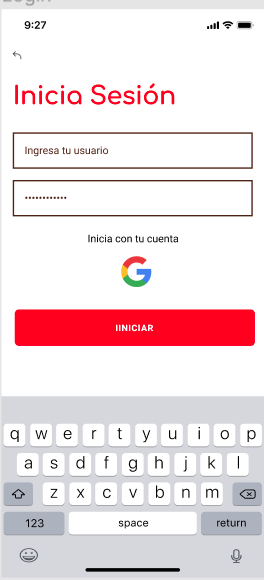 Login
9:27
Inicia Sesión
Ingresa tu usuario
••••••••••••
Inicia con tu cuenta
IINICIAR
q w e r t y u i o p
a s d f g h j k l
z x c v b n m
123 space return